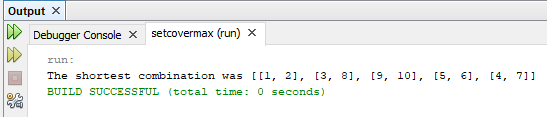 Output ×
Debugger Console × setcovermax (run) ×
run:
The shortest combination was [[1, 2], [3, 8], [9, 10], [5, 6], [4, 7]]
BUILD SUCCESSFUL (total time: 0 seconds)